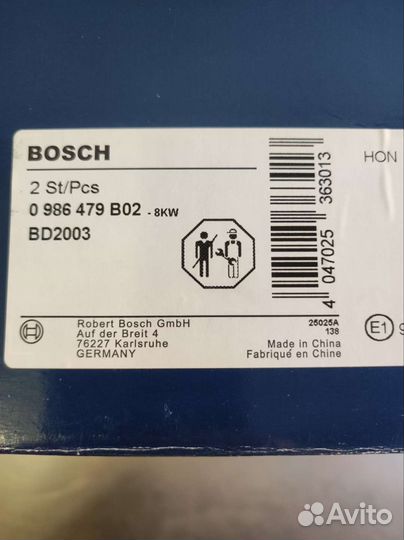 BOSCH
2 St/Pcs
0 986 479 B02 - 8KW
BD2003
HON
4 047025 363013
Robert Bosch GmbH
Auf der Breit 4
76227 Karlsruhe
GERMANY
25025A
138
Made in China
Fabriqué en Chine
E1 9
Avito